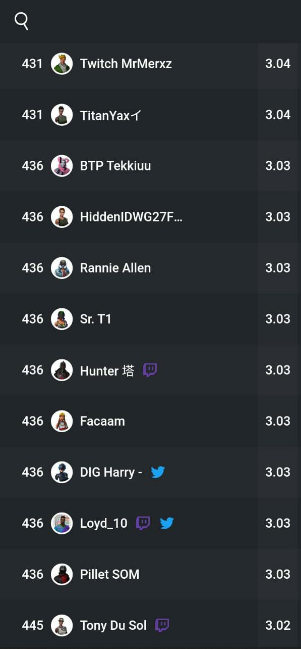 431 Twitch MrMerxz 3.04
431 TitanYaxイ 3.04
436 BTP Tekkiuu 3.03
436 HiddenIDWG27F... 3.03
436 Rannie Allen 3.03
436 Sr. T1 3.03
436 Hunter 塔 3.03
436 Facaam 3.03
436 DIG Harry - 3.03
436 Loyd_10 3.03
436 Pillet SOM 3.03
445 Tony Du Sol 3.02